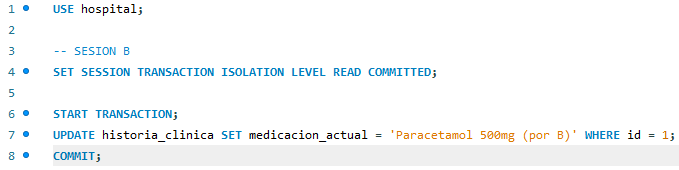 1 USE hospital;
2
3 -- SESION B
4 SET SESSION TRANSACTION ISOLATION LEVEL READ COMMITTED;
5
6 START TRANSACTION;
7 UPDATE historia_clinica SET medicacion_actual = 'Paracetamol 500mg (por B)' WHERE id = 1;
8 COMMIT;